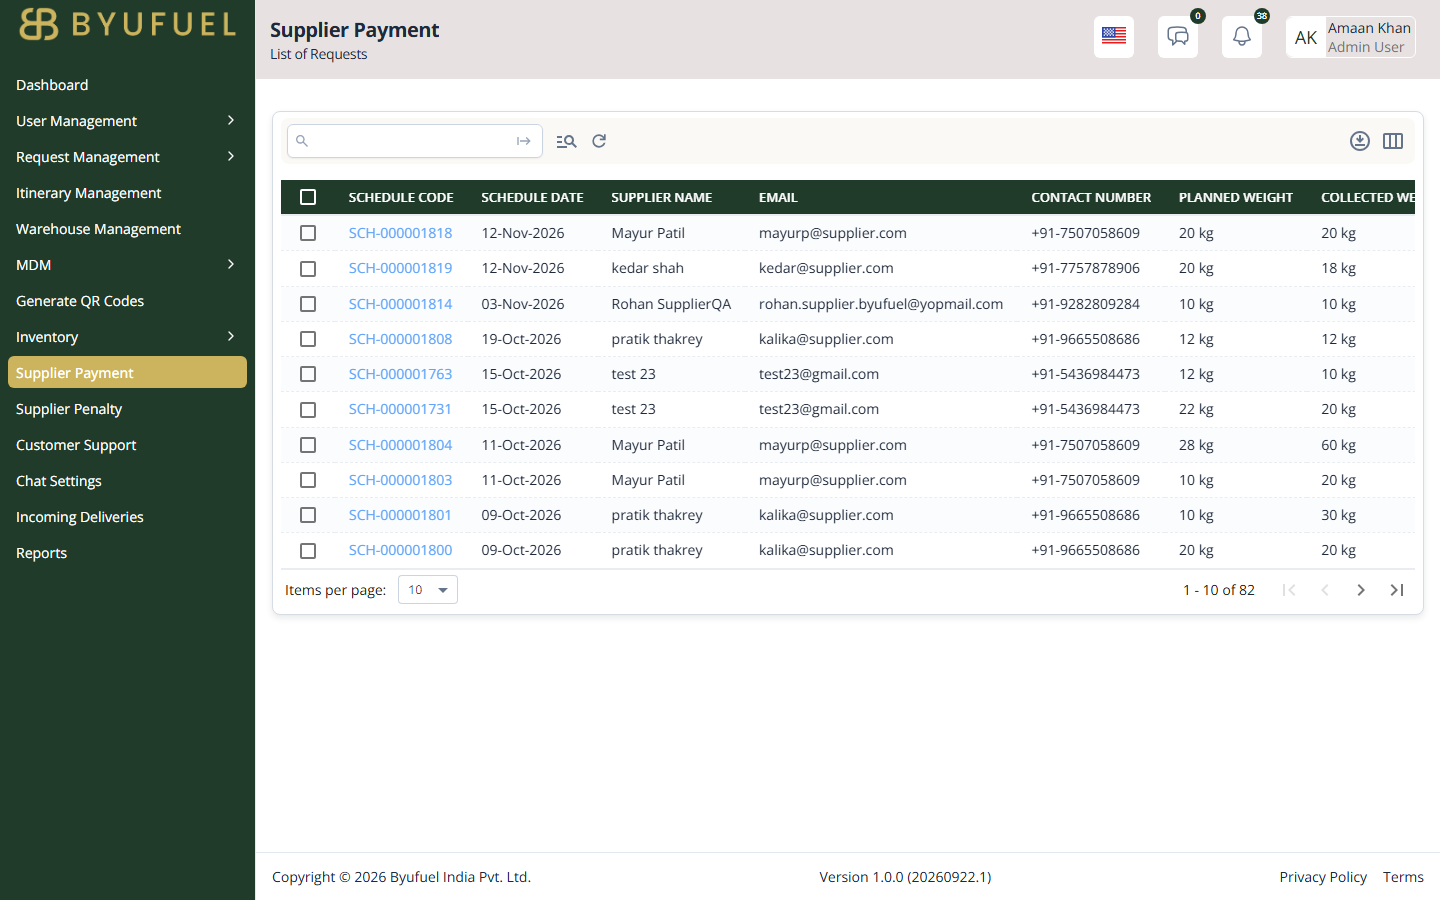 BYUFUEL
Supplier Payment
List of Requests
0
38
AK
Amaan Khan
Admin User
Dashboard
User Management
Request Management
Itinerary Management
Warehouse Management
MDM
Generate QR Codes
Inventory
Supplier Payment
Supplier Penalty
Customer Support
Chat Settings
Incoming Deliveries
Reports
SCHEDULE CODE SCHEDULE DATE SUPPLIER NAME EMAIL CONTACT NUMBER PLANNED WEIGHT COLLECTED WE
SCH-000001818 12-Nov-2026 Mayur Patil mayurp@supplier.com +91-7507058609 20 kg 20 kg
SCH-000001819 12-Nov-2026 kedar shah kedar@supplier.com +91-7757878906 20 kg 18 kg
SCH-000001814 03-Nov-2026 Rohan SupplierQA rohan.supplier.byufuel@yopmail.com +91-9282809284 10 kg 10 kg
SCH-000001808 19-Oct-2026 pratik thakrey kalika@supplier.com +91-9665508686 12 kg 12 kg
SCH-000001763 15-Oct-2026 test 23 test23@gmail.com +91-5436984473 12 kg 10 kg
SCH-000001731 15-Oct-2026 test 23 test23@gmail.com +91-5436984473 22 kg 20 kg
SCH-000001804 11-Oct-2026 Mayur Patil mayurp@supplier.com +91-7507058609 28 kg 60 kg
SCH-000001803 11-Oct-2026 Mayur Patil mayurp@supplier.com +91-7507058609 10 kg 20 kg
SCH-000001801 09-Oct-2026 pratik thakrey kalika@supplier.com +91-9665508686 10 kg 30 kg
SCH-000001800 09-Oct-2026 pratik thakrey kalika@supplier.com +91-9665508686 20 kg 20 kg
Items per page: 10 1 - 10 of 82
Copyright © 2026 Byufuel India Pvt. Ltd. Version 1.0.0 (20260922.1) Privacy Policy Terms